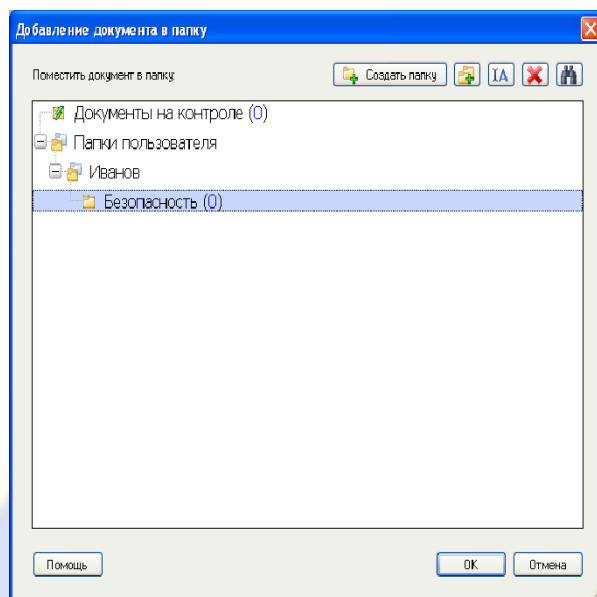 Добавление документа в папку
Поместить документ в папку:
Создать папку
IA
Документы на контроле (0)
Папки пользователя
Иванов
Безопасность (0)
Помощь
OK
Отмена